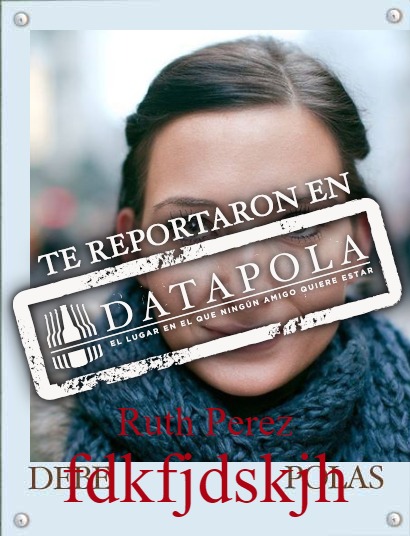 TE REPORTARON EN
DATAPOLA
EL LUGAR EN EL QUE NINGÚN AMIGO QUIERE ESTAR
Ruth Perez
DEBE fdkfjdskjh POLAS